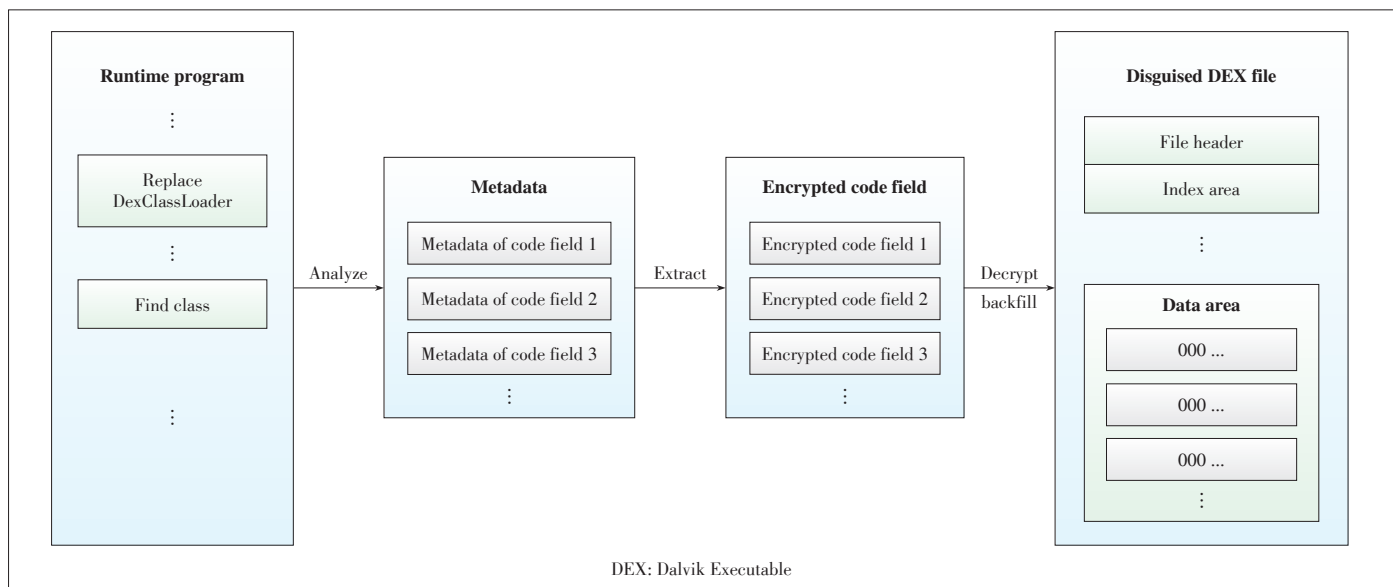 Runtime program
⋮
Replace
DexClassLoader
⋮
Find class
⋮
Analyze
Metadata
Metadata of code field 1
Metadata of code field 2
Metadata of code field 3
⋮
Extract
Encrypted code field
Encrypted code field 1
Encrypted code field 2
Encrypted code field 3
⋮
Decrypt
backfill
Disguised DEX file
File header
Index area
⋮
Data area
000 ...
000 ...
000 ...
⋮
DEX: Dalvik Executable